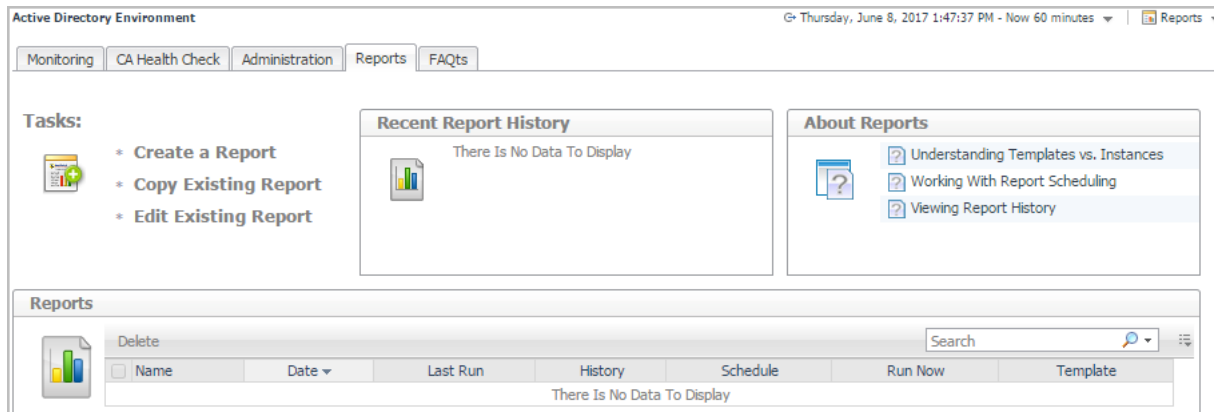 Active Directory Environment
Thursday, June 8, 2017 1:47:37 PM - Now 60 minutes
Reports
Monitoring
CA Health Check
Administration
Reports
FAQts
Tasks:
* Create a Report
* Copy Existing Report
* Edit Existing Report
Recent Report History
There Is No Data To Display
About Reports
Understanding Templates vs. Instances
Working With Report Scheduling
Viewing Report History
Reports
Delete
Search
Name Date Last Run History Schedule Run Now Template
There Is No Data To Display